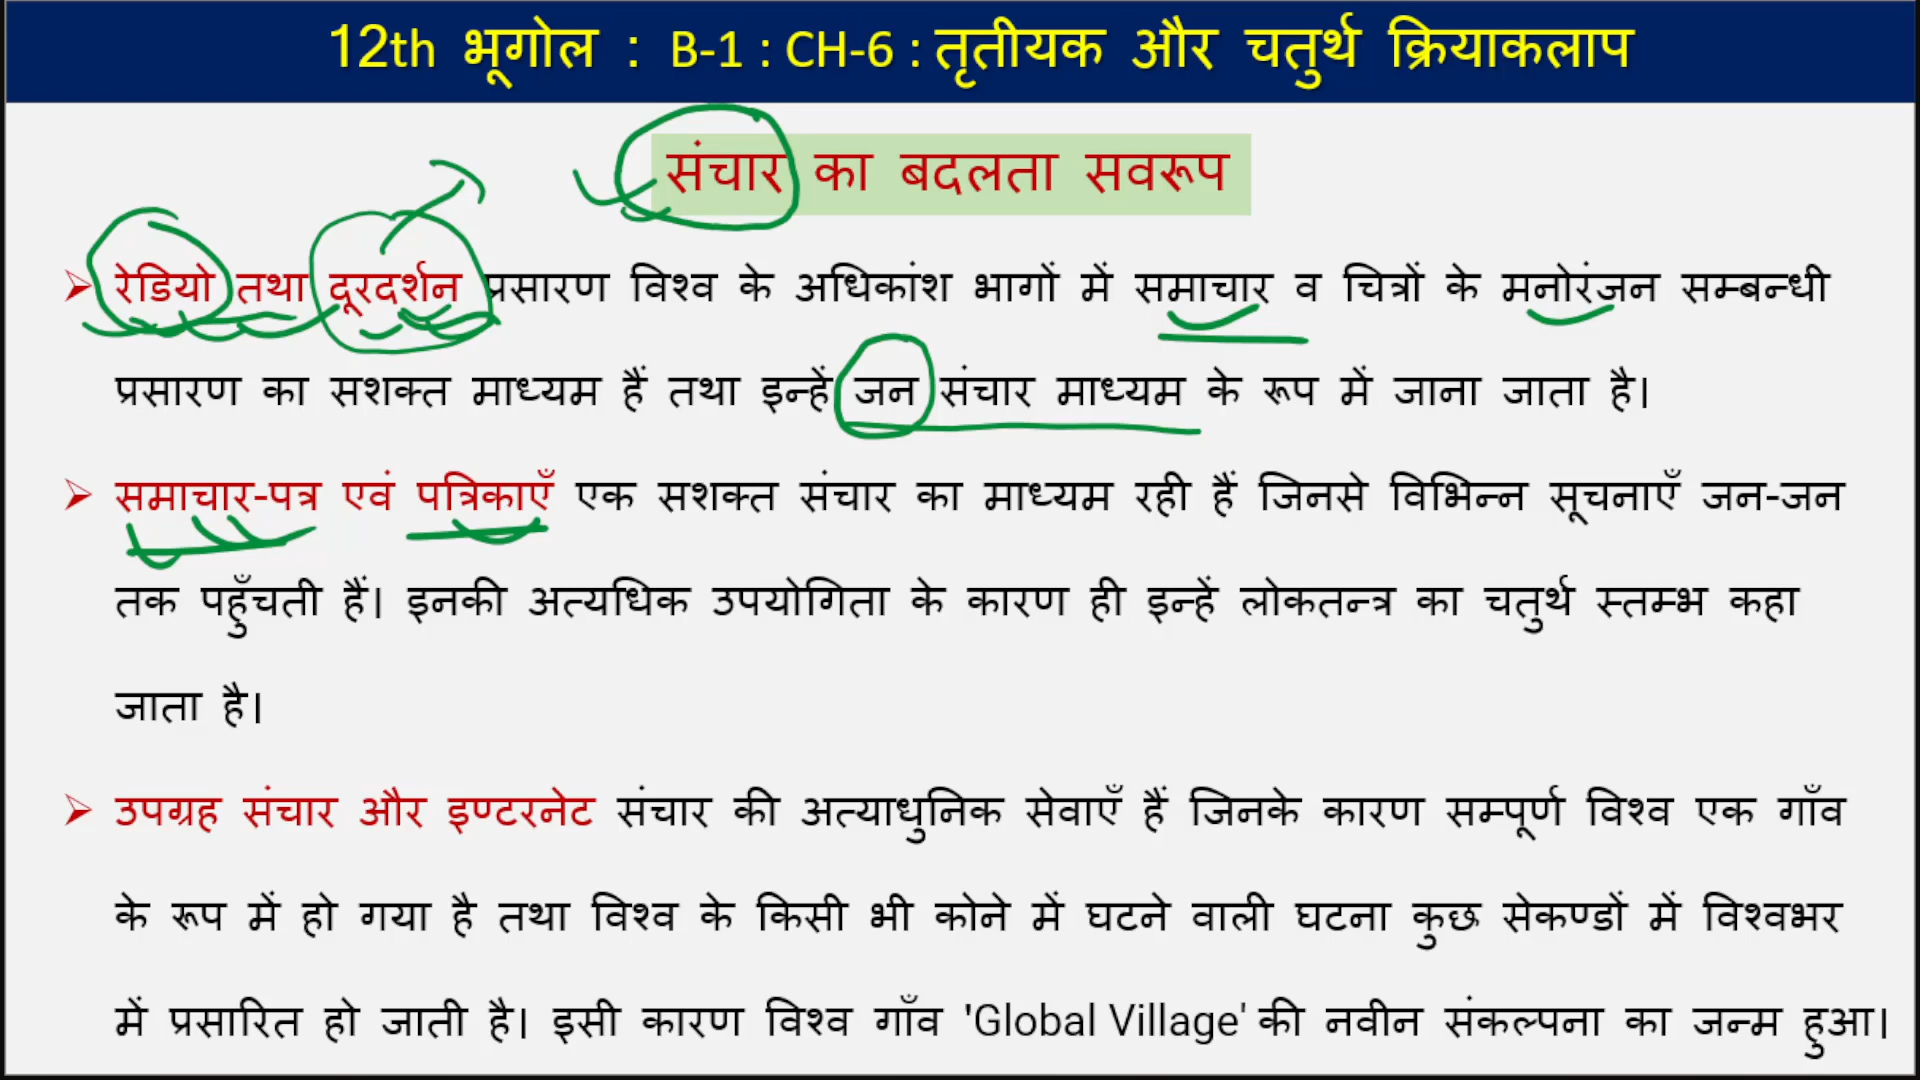 12th भूगोल : B-1 : CH-6 : तृतीयक और चतुर्थ क्रियाकलाप
संचार का बदलता सवरूप
➢ रेडियो तथा दूरदर्शन प्रसारण विश्व के अधिकांश भागों में समाचार व चित्रों के मनोरंजन सम्बन्धी
प्रसारण का सशक्त माध्यम हैं तथा इन्हें जन संचार माध्यम के रूप में जाना जाता है।
➢ समाचार-पत्र एवं पत्रिकाएँ एक सशक्त संचार का माध्यम रही हैं जिनसे विभिन्न सूचनाएँ जन-जन
तक पहुँचती हैं। इनकी अत्यधिक उपयोगिता के कारण ही इन्हें लोकतन्त्र का चतुर्थ स्तम्भ कहा
जाता है।
➢ उपग्रह संचार और इण्टरनेट संचार की अत्याधुनिक सेवाएँ हैं जिनके कारण सम्पूर्ण विश्व एक गाँव
के रूप में हो गया है तथा विश्व के किसी भी कोने में घटने वाली घटना कुछ सेकण्डों में विश्वभर
में प्रसारित हो जाती है। इसी कारण विश्व गाँव 'Global Village' की नवीन संकल्पना का जन्म हुआ।